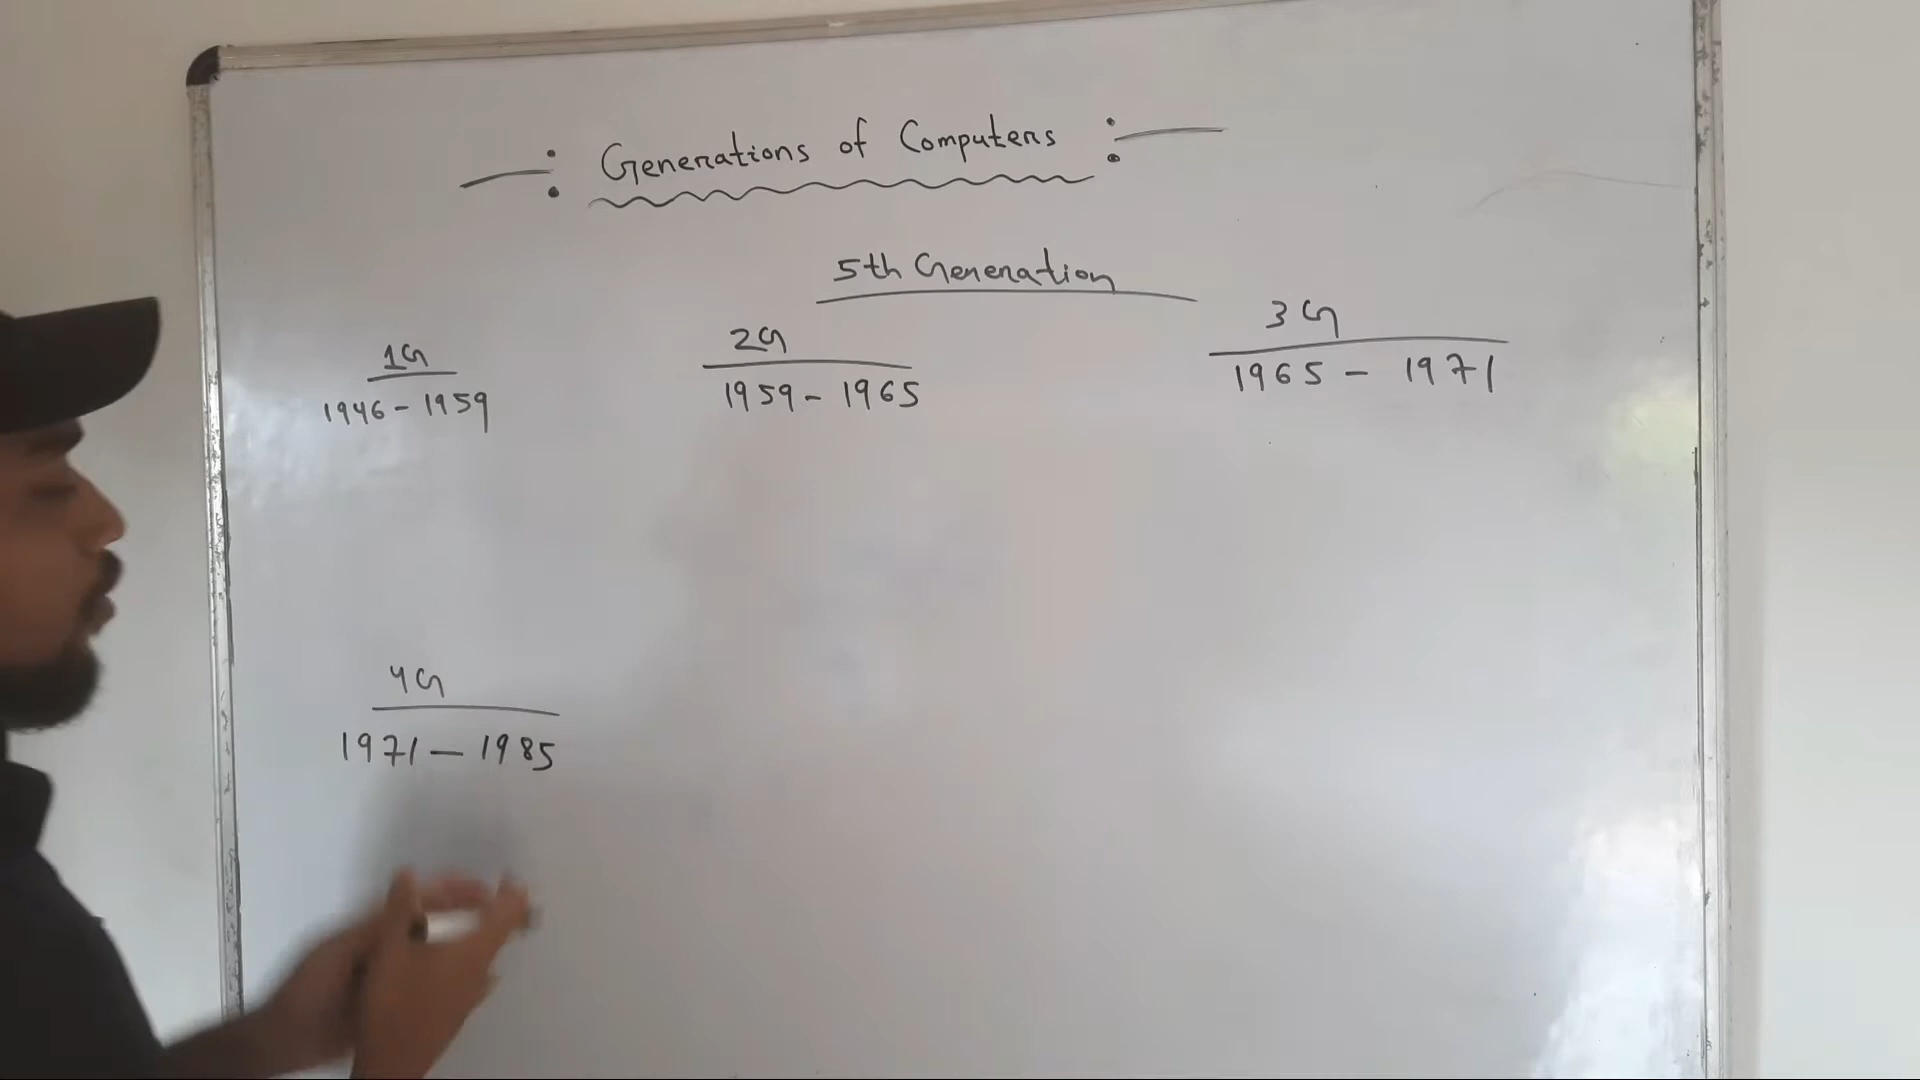 Generations of Computers
5th Generation
1G
1946 - 1959
2G
1959 - 1965
3G
1965 - 1971
4G
1971 - 1985